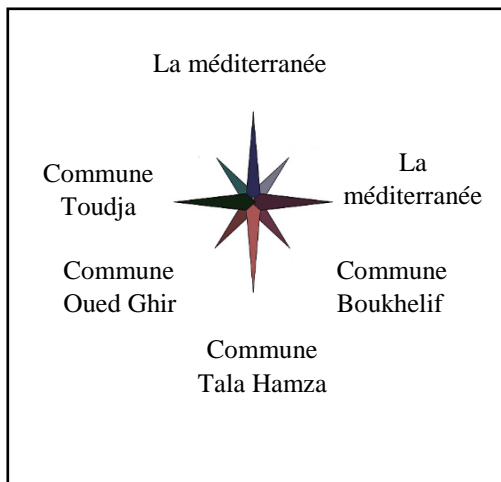 La méditerranée
Commune
Toudja
La
méditerranée
Commune
Oued Ghir
Commune
Boukhelif
Commune
Tala Hamza